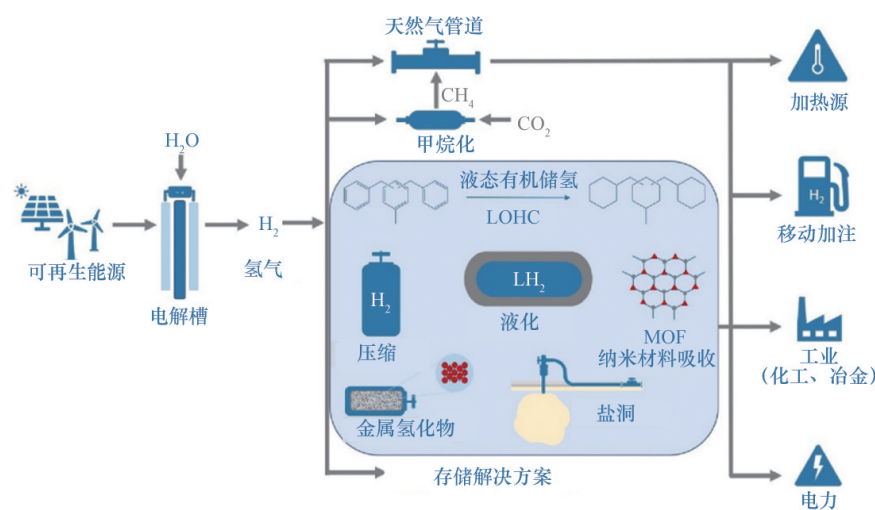 天然气管道
CH₄
CO₂
甲烷化
加热源
H₂O
液态有机储氢
LOHC
H₂
移动加注
可再生能源
H₂
氢气
电解槽
H₂
压缩
LH₂
液化
MOF
纳米材料吸收
工业
（化工、冶金）
金属氢化物
盐洞
存储解决方案
电力